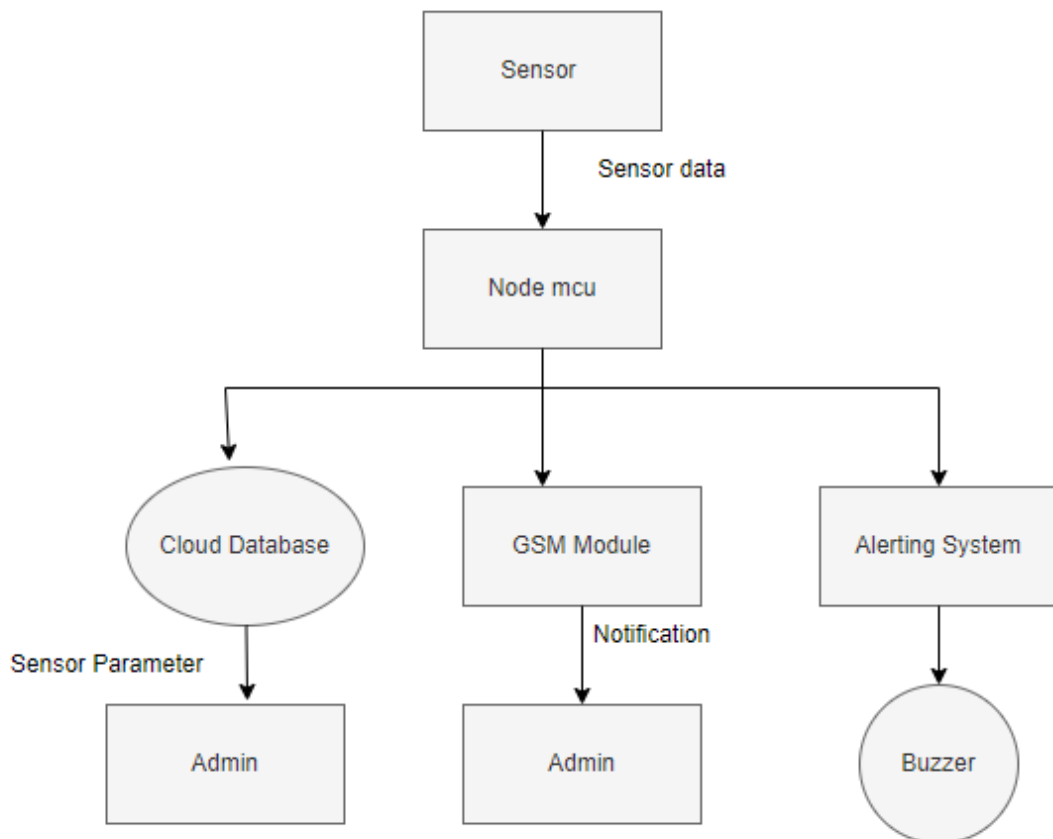 Sensor
Sensor data
Node mcu
Cloud Database
GSM Module
Alerting System
Sensor Parameter
Notification
Admin
Admin
Buzzer